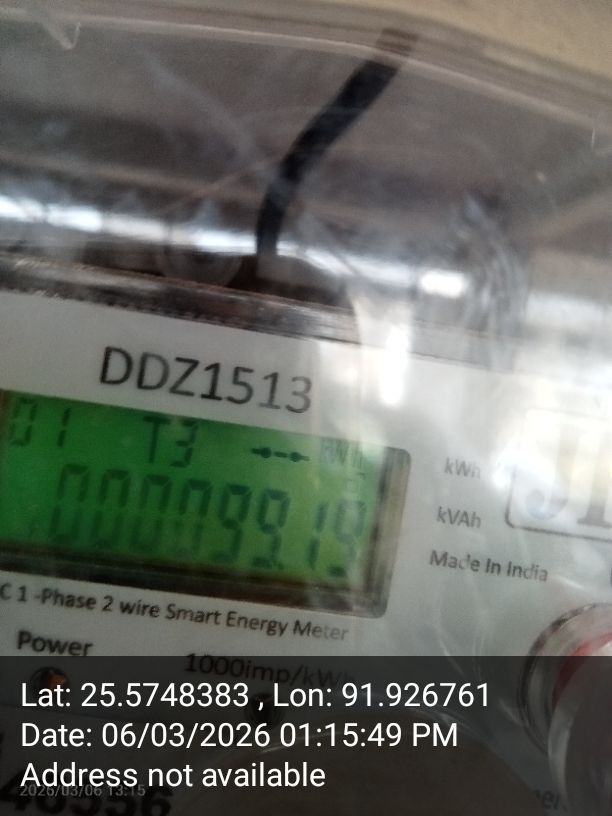 DDZ1513
01 T3 kWh
00009919
kWh
kVAh
Made In India
C 1 -Phase 2 wire Smart Energy Meter
Power
1000imp/kWh
Lat: 25.5748383 , Lon: 91.926761
Date: 06/03/2026 01:15:49 PM
Address not available
2026/03/06 13:15